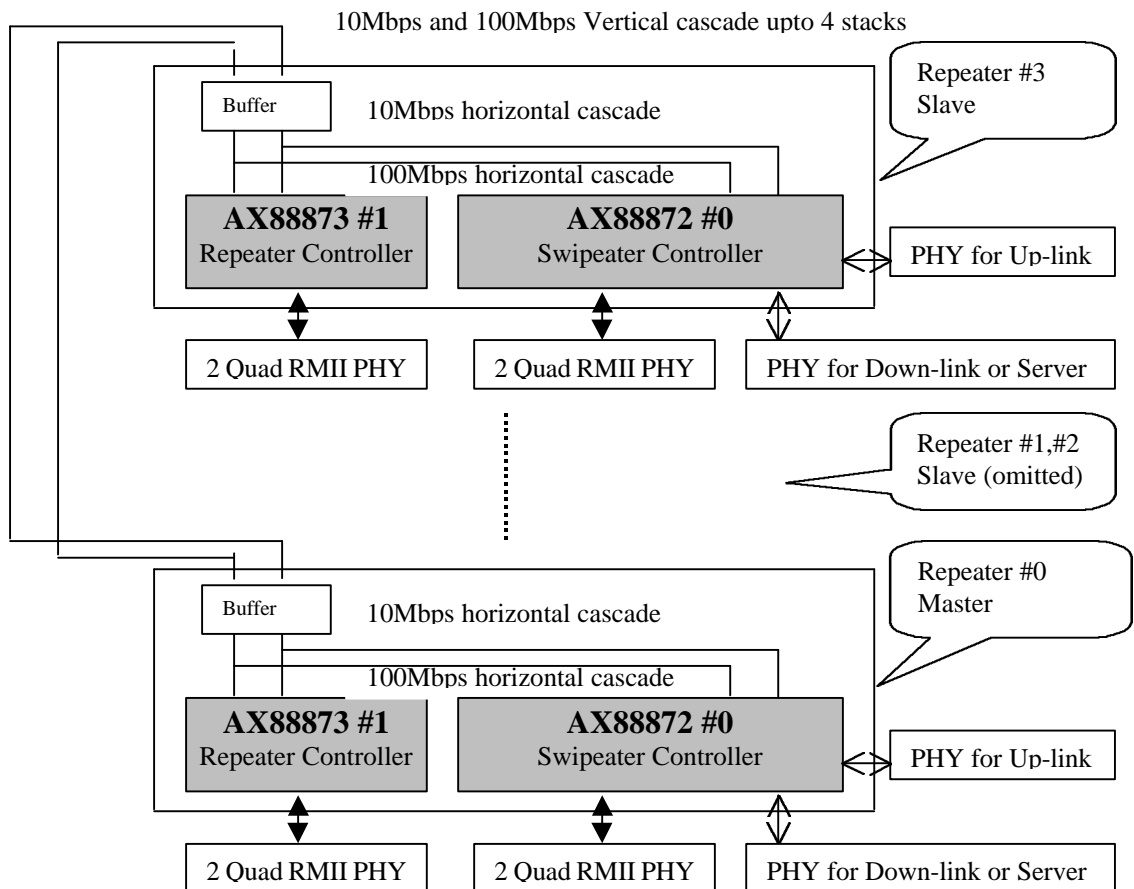 10Mbps and 100Mbps Vertical cascade upto 4 stacks
Repeater #3
Slave
Buffer
10Mbps horizontal cascade
100Mbps horizontal cascade
AX88873 #1
Repeater Controller
AX88872 #0
Swipeater Controller
PHY for Up-link
2 Quad RMII PHY
2 Quad RMII PHY
PHY for Down-link or Server
Repeater #1,#2
Slave (omitted)
Repeater #0
Master
Buffer
10Mbps horizontal cascade
100Mbps horizontal cascade
AX88873 #1
Repeater Controller
AX88872 #0
Swipeater Controller
PHY for Up-link
2 Quad RMII PHY
2 Quad RMII PHY
PHY for Down-link or Server